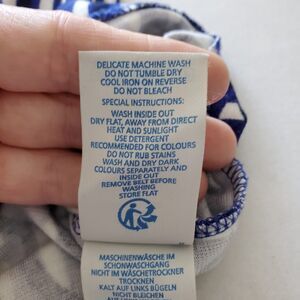 DELICATE MACHINE WASH
DO NOT TUMBLE DRY
COOL IRON ON REVERSE
DO NOT BLEACH
SPECIAL INSTRUCTIONS:
WASH INSIDE OUT
DRY FLAT, AWAY FROM DIRECT
HEAT AND SUNLIGHT
USE DETERGENT
RECOMMENDED FOR COLOURS
DO NOT RUB STAINS
WASH AND DRY DARK
COLOURS SEPARATELY AND
INSIDE OUT
REMOVE BELT BEFORE
WASHING
STORE FLAT
MASCHINENWÄSCHE IM
SCHONWASCHGANG
NICHT IM WÄSCHETROCKNER
TROCKNEN
KALT AUF LINKS BÜGELN
NICHT BLEICHEN